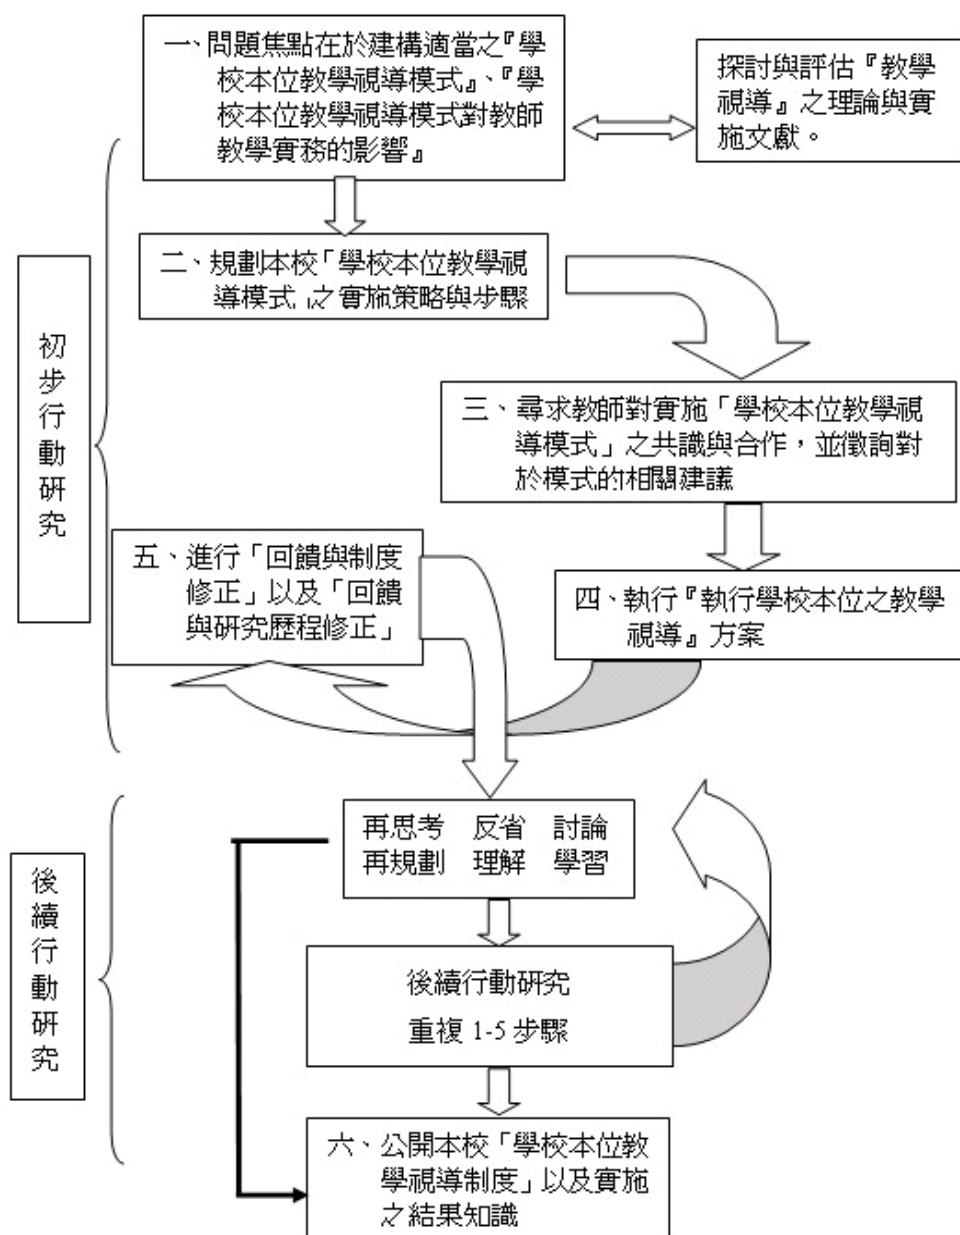 一、問題焦點在於建構適當之『學
校本位教學視導模式』、『學
校本位教學視導模式對教師
教學實務的影響』
探討與評估『教學
視導』之理論與實
施文獻。
二、規劃本校「學校本位教學視
導模式」之實施策略與步驟
初步行動研究
三、尋求教師對實施「學校本位教學視
導模式」之共識與合作，並徵詢對
於模式的相關建議
五、進行「回饋與制度
修正」以及「回饋
與研究歷程修正」
四、執行『執行學校本位之教學
視導』方案
再思考 反省 討論
再規劃 理解 學習
後續行動研究
後續行動研究
重複 1-5 步驟
六、公開本校「學校本位教
學視導制度」以及實施
之結果知識